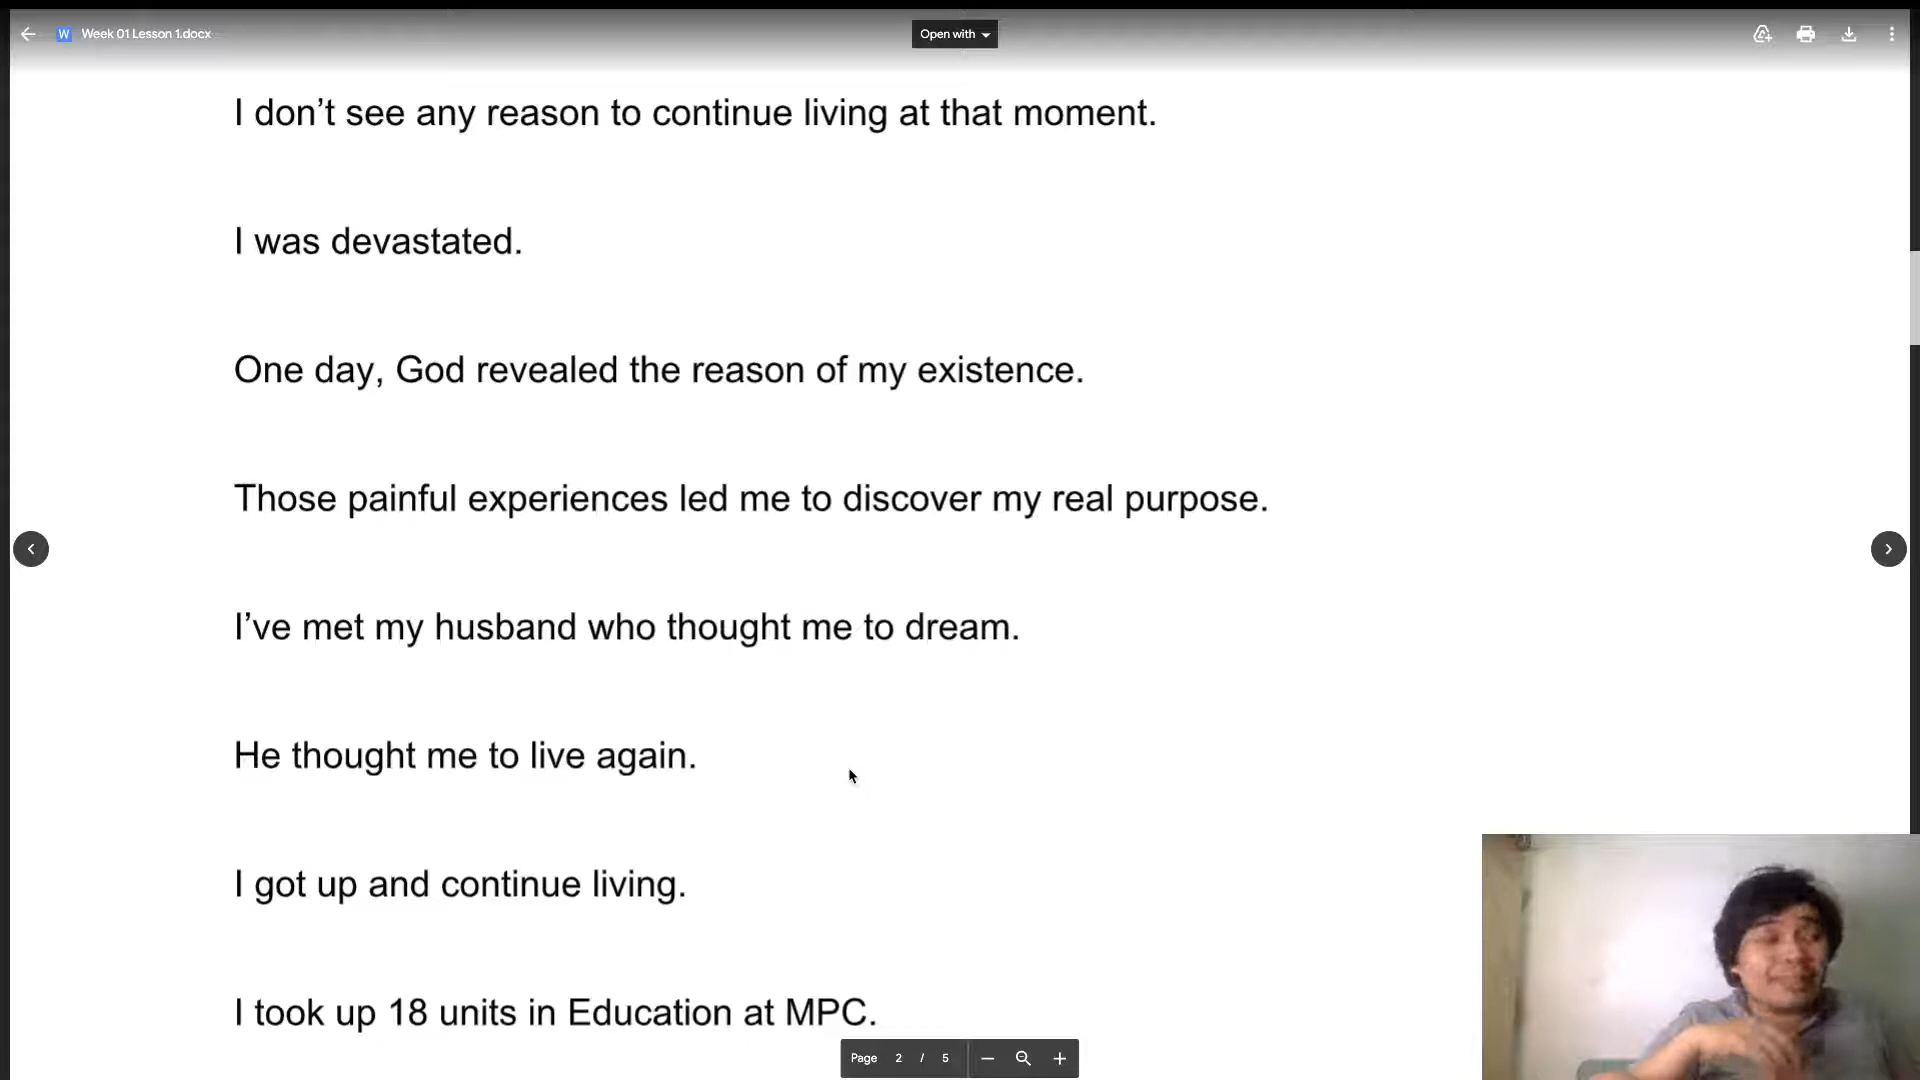 Week 01 Lesson 1.docx
Open with
I don’t see any reason to continue living at that moment.
I was devastated.
One day, God revealed the reason of my existence.
Those painful experiences led me to discover my real purpose.
I’ve met my husband who thought me to dream.
He thought me to live again.
I got up and continue living.
I took up 18 units in Education at MPC.
Page 2 / 5